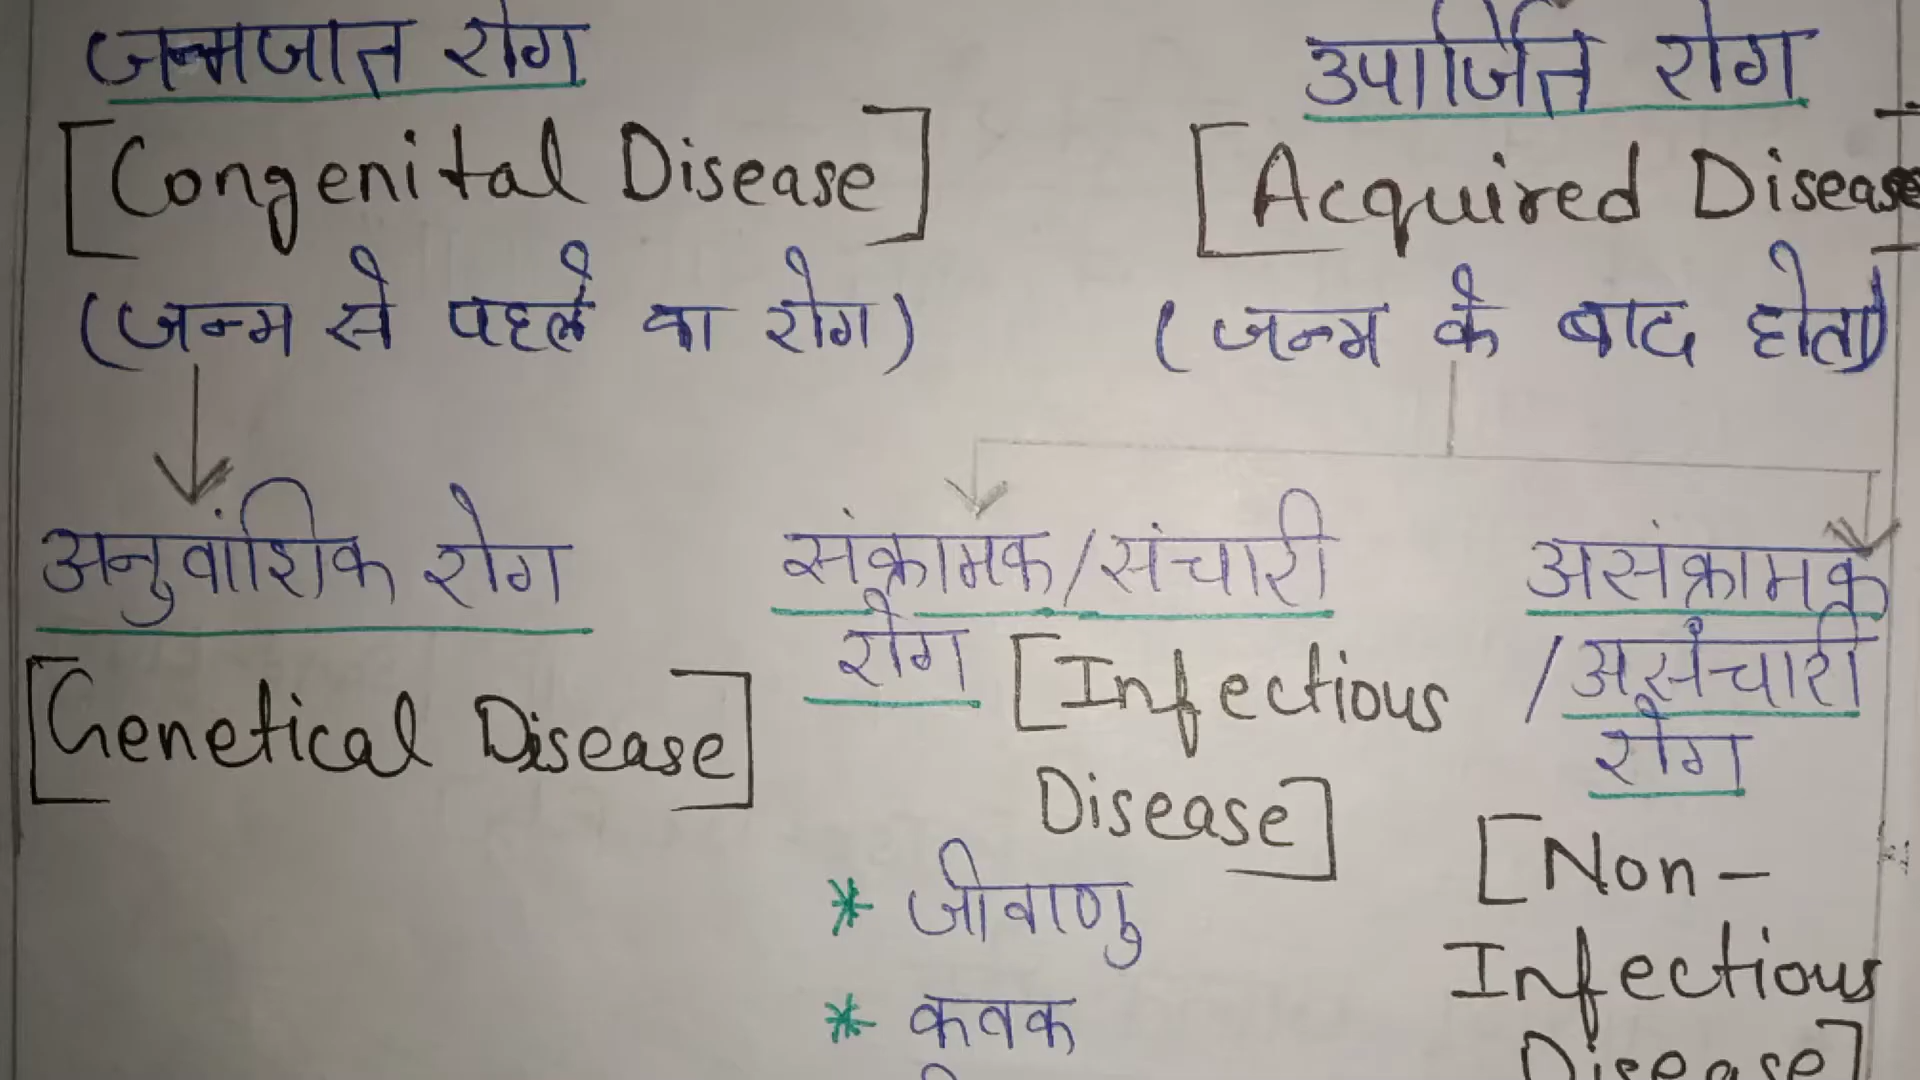 जन्मजात रोग
[Congenital Disease]
(जन्म से पहले का रोग)
उपार्जित रोग
[Acquired Disease]
(जन्म के बाद होता)
अनुवांशिक रोग
[Genetical Disease]
संक्रामक/संचारी
रोग [Infectious
Disease]
* जीवाणु
* कवक
असंक्रामक
/असंचारी
रोग
[Non-
Infectious
Disease]